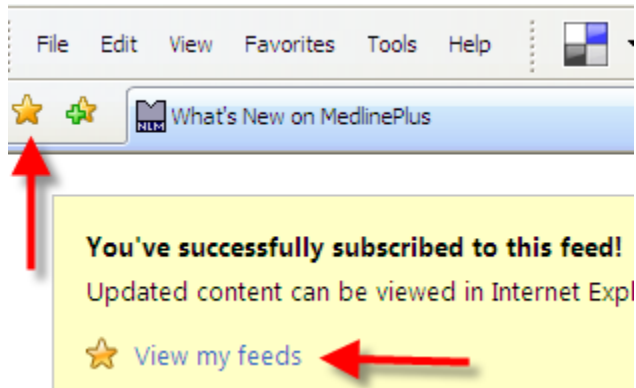 File Edit View Favorites Tools Help
NLM What's New on MedlinePlus
You've successfully subscribed to this feed!
Updated content can be viewed in Internet Expl
View my feeds